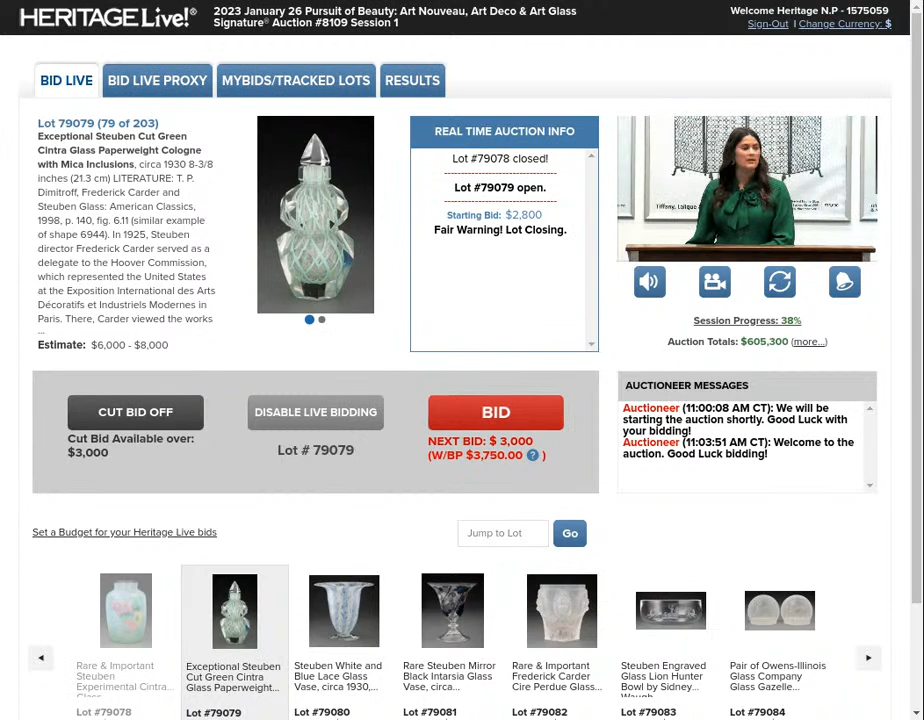 HERITAGE Live!®
2023 January 26 Pursuit of Beauty: Art Nouveau, Art Deco & Art Glass
Signature® Auction #8109 Session 1
Welcome Heritage N.P - 1575059
Sign-Out | Change Currency: $
BID LIVE
BID LIVE PROXY
MYBIDS/TRACKED LOTS
RESULTS
Lot 79079 (79 of 203)
Exceptional Steuben Cut Green
Cintra Glass Paperweight Cologne
with Mica Inclusions, circa 1930 8-3/8
inches (21.3 cm) LITERATURE: T. P.
Dimitroff, Frederick Carder and
Steuben Glass: American Classics,
1998, p. 140, fig. 6.11 (similar example
of shape 6944). In 1925, Steuben
director Frederick Carder served as a
delegate to the Hoover Commission,
which represented the United States
at the Exposition International des Arts
Décoratifs et Industriels Modernes in
Paris. There, Carder viewed the works
...
Estimate: $6,000 - $8,000
REAL TIME AUCTION INFO
Lot #79078 closed!
Lot #79079 open.
Starting Bid: $2,800
Fair Warning! Lot Closing.
Tiffany, Lalique
Session Progress: 38%
Auction Totals: $605,300 (more...)
CUT BID OFF
Cut Bid Available over:
$3,000
DISABLE LIVE BIDDING
Lot # 79079
BID
NEXT BID: $ 3,000
(W/BP $3,750.00 ? )
AUCTIONEER MESSAGES
Auctioneer (11:00:08 AM CT): We will be
starting the auction shortly. Good Luck with
your bidding!
Auctioneer (11:03:51 AM CT): Welcome to the
auction. Good Luck bidding!
Set a Budget for your Heritage Live bids
Jump to Lot
Go
Rare & Important
Steuben
Experimental Cintra...
Glass...
Lot #79078
Exceptional Steuben
Cut Green Cintra
Glass Paperweight...
Lot #79079
Steuben White and
Blue Lace Glass
Vase, circa 1930,...
Lot #79080
Rare Steuben Mirror
Black Intarsia Glass
Vase, circa...
Lot #79081
Rare & Important
Frederick Carder
Cire Perdue Glass...
Lot #79082
Steuben Engraved
Glass Lion Hunter
Bowl by Sidney...
Waugh...
Lot #79083
Pair of Owens-Illinois
Glass Company
Glass Gazelle...
Lot #79084